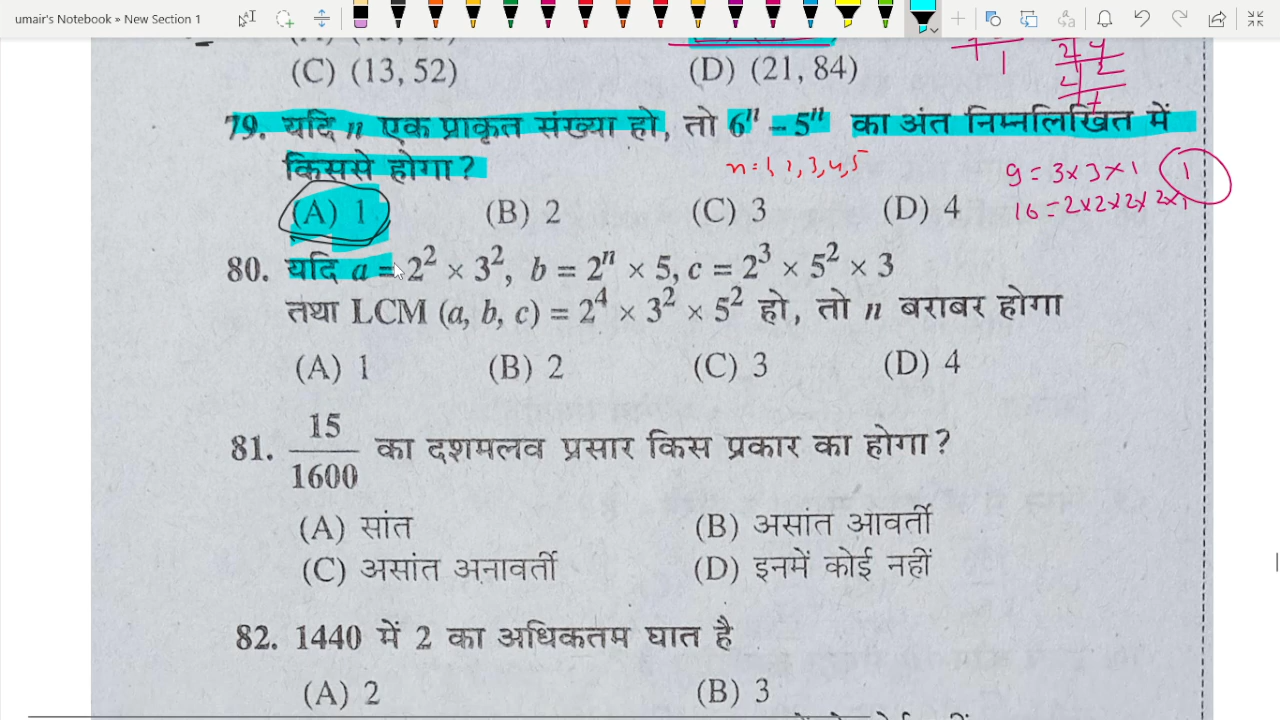 umair's Notebook » New Section 1
(C) (13, 52) (D) (21, 84)
1
79. यदि n एक प्राकृत संख्या हो, तो 6ⁿ – 5ⁿ का अंत निम्नलिखित में
किससे होगा?
n = 1, 2, 3, 4, 5
9 = 3×3×1 1
16 = 2×2×2×2×1
(A) 1 (B) 2 (C) 3 (D) 4
80. यदि a = 2² × 3², b = 2ⁿ × 5, c = 2³ × 5² × 3
तथा LCM (a, b, c) = 2⁴ × 3² × 5² हो, तो n बराबर होगा
(A) 1 (B) 2 (C) 3 (D) 4
81. 15/1600 का दशमलव प्रसार किस प्रकार का होगा?
(A) सांत (B) असांत आवर्ती
(C) असांत अनावर्ती (D) इनमें कोई नहीं
82. 1440 में 2 का अधिकतम घात है
(A) 2 (B) 3